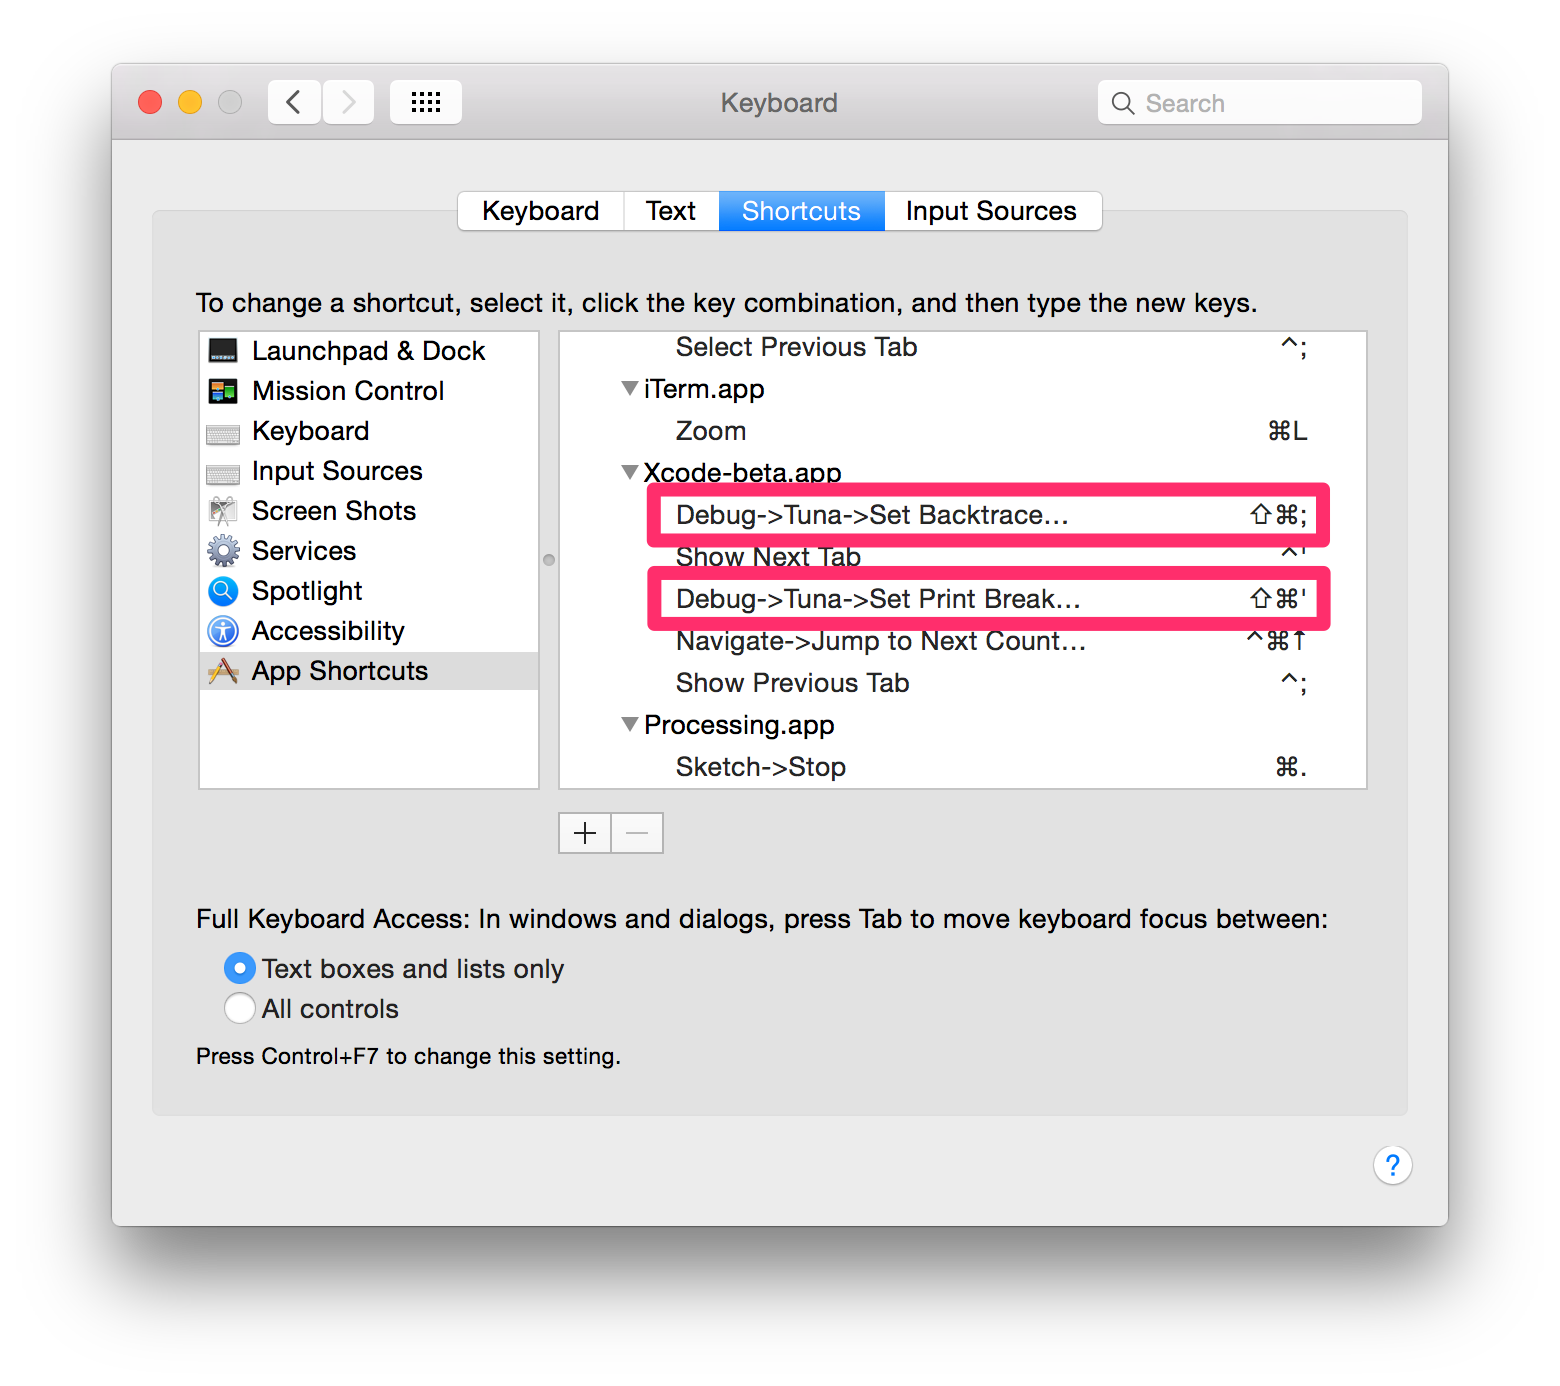 Keyboard
Search
Keyboard
Text
Shortcuts
Input Sources
To change a shortcut, select it, click the key combination, and then type the new keys.
Launchpad & Dock
Mission Control
Keyboard
Input Sources
Screen Shots
Services
Spotlight
Accessibility
App Shortcuts
Select Previous Tab ^;
iTerm.app
Zoom ⌘L
Xcode-beta.app
Debug->Tuna->Set Backtrace... ⇧⌘;
Show Next Tab ^'
Debug->Tuna->Set Print Break... ⇧⌘'
Navigate->Jump to Next Count... ^⌘↑
Show Previous Tab ^;
Processing.app
Sketch->Stop ⌘.
Full Keyboard Access: In windows and dialogs, press Tab to move keyboard focus between:
Text boxes and lists only
All controls
Press Control+F7 to change this setting.
?